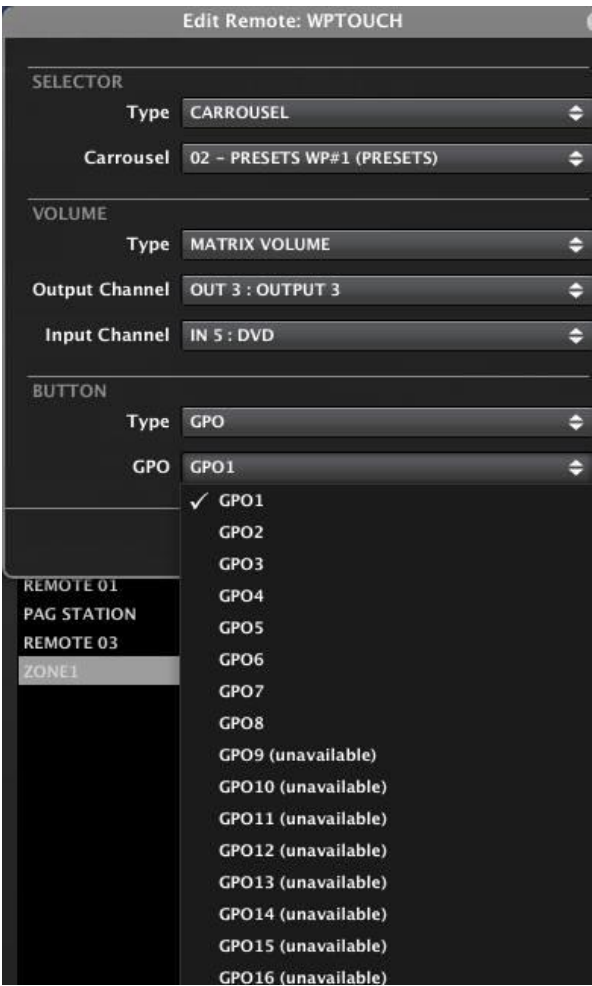 Edit Remote: WPTOUCH
SELECTOR
Type CARROUSEL
Carrousel 02 – PRESETS WP#1 (PRESETS)
VOLUME
Type MATRIX VOLUME
Output Channel OUT 3 : OUTPUT 3
Input Channel IN 5 : DVD
BUTTON
Type GPO
GPO GPO1
✓ GPO1
GPO2
GPO3
GPO4
GPO5
GPO6
GPO7
GPO8
GPO9 (unavailable)
GPO10 (unavailable)
GPO11 (unavailable)
GPO12 (unavailable)
GPO13 (unavailable)
GPO14 (unavailable)
GPO15 (unavailable)
GPO16 (unavailable)
REMOTE 01
PAG STATION
REMOTE 03
ZONE1